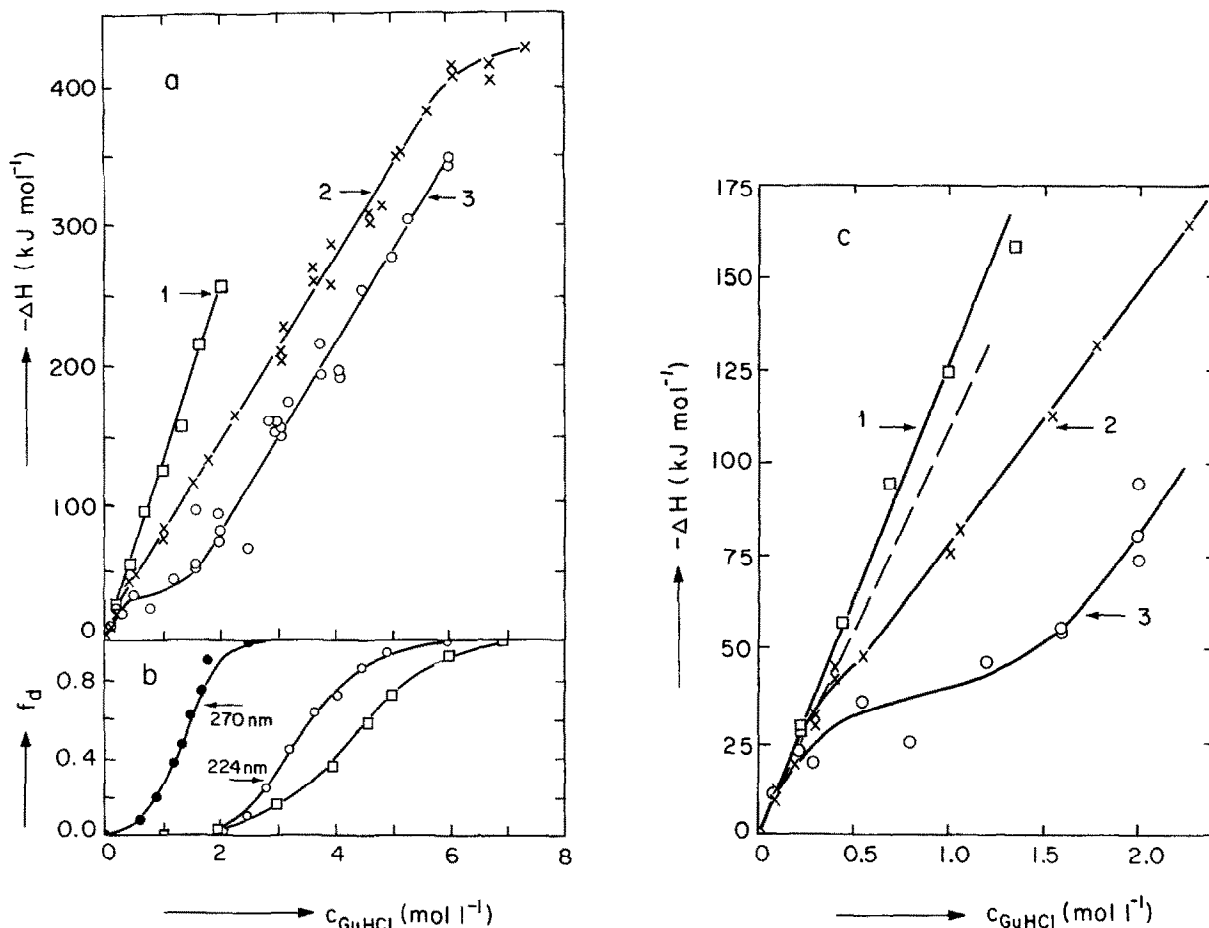 a
400
300
200
100
0
→ -ΔH (kJ mol⁻¹)
1
2
3
b
0.8
0.4
0.0
→ f_d
270 nm
224 nm
0 2 4 6 8
→ c_GuHCl (mol l⁻¹)
c
175
150
125
100
75
50
25
0
→ -ΔH (kJ mol⁻¹)
1
2
3
0 0.5 1.0 1.5 2.0
→ c_GuHCl (mol l⁻¹)